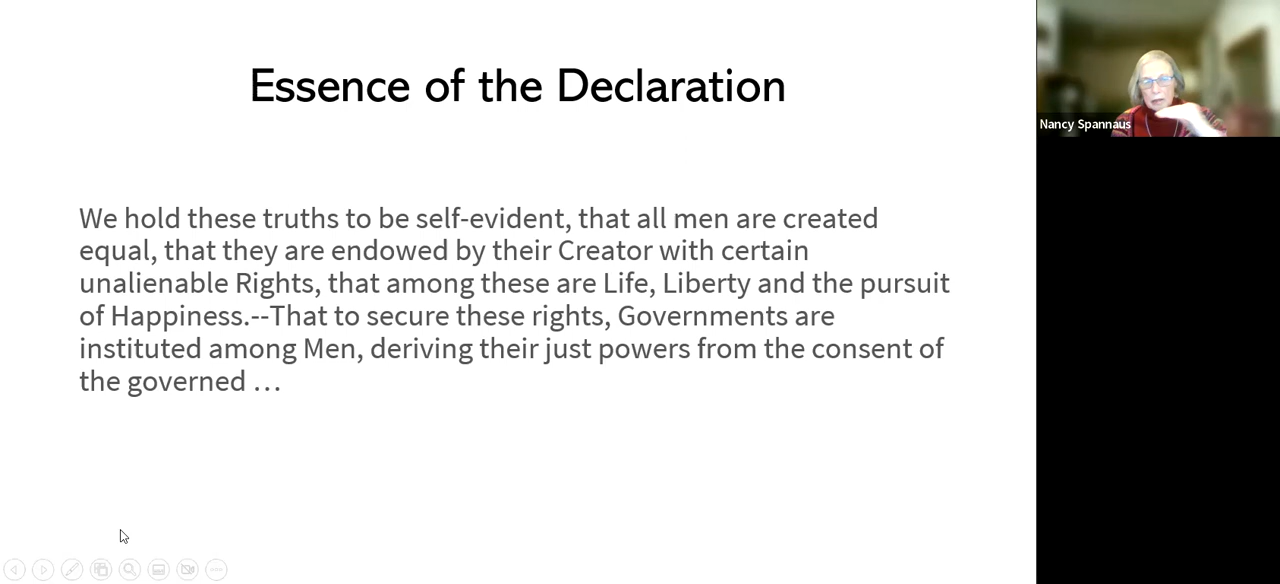 Essence of the Declaration
We hold these truths to be self-evident, that all men are created
equal, that they are endowed by their Creator with certain
unalienable Rights, that among these are Life, Liberty and the pursuit
of Happiness.--That to secure these rights, Governments are
instituted among Men, deriving their just powers from the consent of
the governed …
Nancy Spannaus